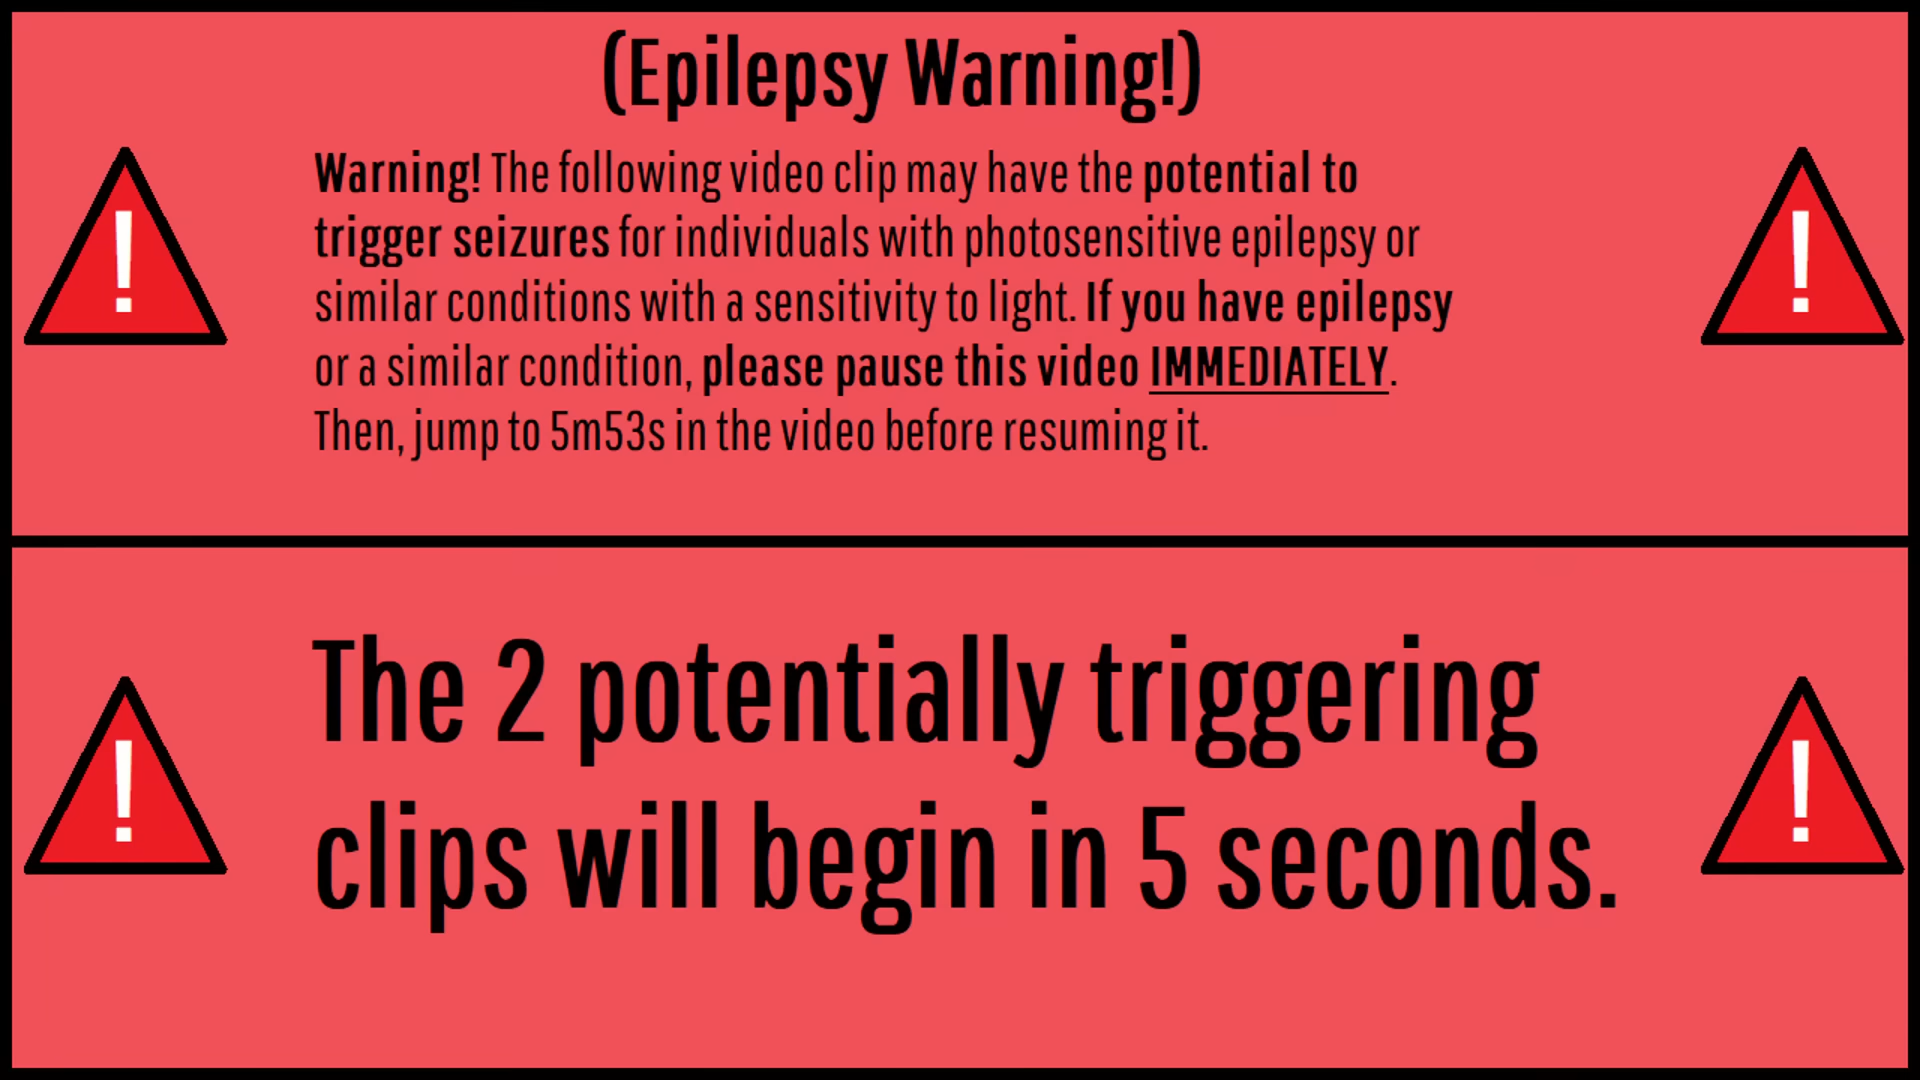 (Epilepsy Warning!)
Warning! The following video clip may have the potential to
trigger seizures for individuals with photosensitive epilepsy or
similar conditions with a sensitivity to light. If you have epilepsy
or a similar condition, please pause this video IMMEDIATELY.
Then, jump to 5m53s in the video before resuming it.
!
!
The 2 potentially triggering
clips will begin in 5 seconds.
!
!